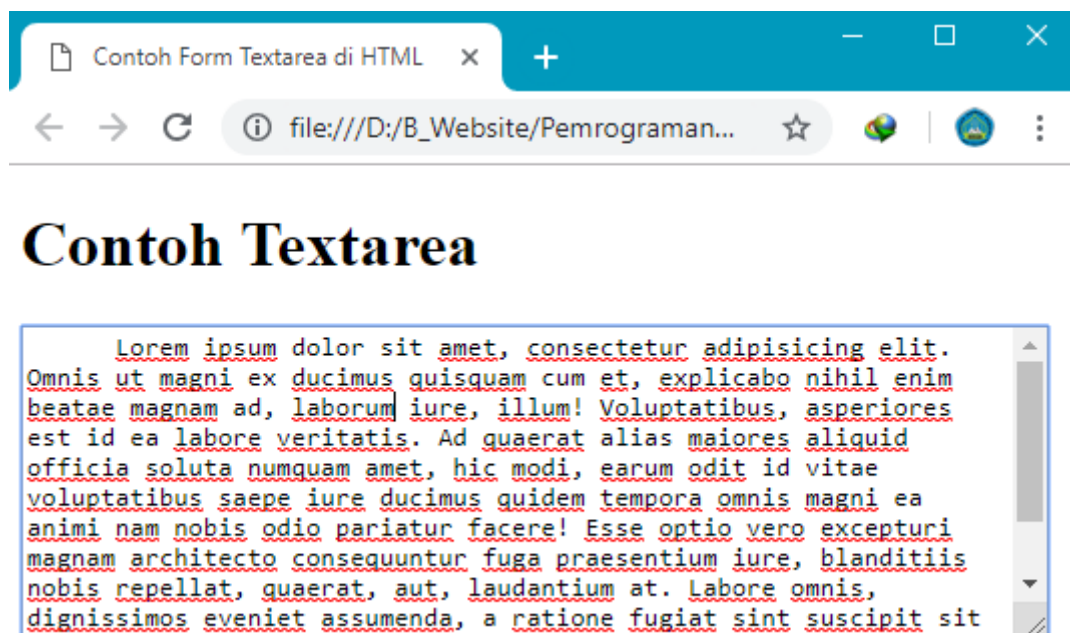 Contoh Form Textarea di HTML
file:///D:/B_Website/Pemrograman...
Contoh Textarea
Lorem ipsum dolor sit amet, consectetur adipisicing elit.
Omnis ut magni ex ducimus quisquam cum et, explicabo nihil enim
beatae magnam ad, laborum iure, illum! Voluptatibus, asperiores
est id ea labore veritatis. Ad quaerat alias maiores aliquid
officia soluta numquam amet, hic modi, earum odit id vitae
voluptatibus saepe iure ducimus quidem tempora omnis magni ea
animi nam nobis odio pariatur facere! Esse optio vero excepturi
magnam architecto consequuntur fuga praesentium iure, blanditiis
nobis repellat, quaerat, aut, laudantium at. Labore omnis,
dignissimos eveniet assumenda, a ratione fugiat sint suscipit sit